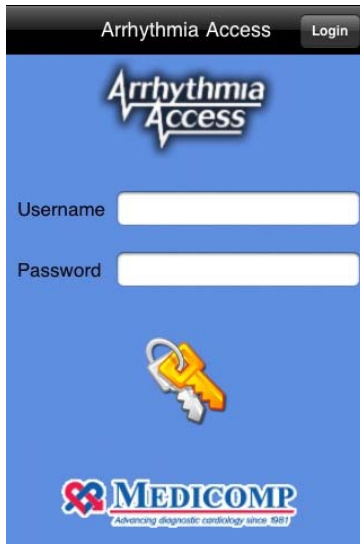 Arrhythmia Access Login
Arrhythmia
Access
Username
Password
MEDICOMP
Advancing diagnostic cardiology since 1981